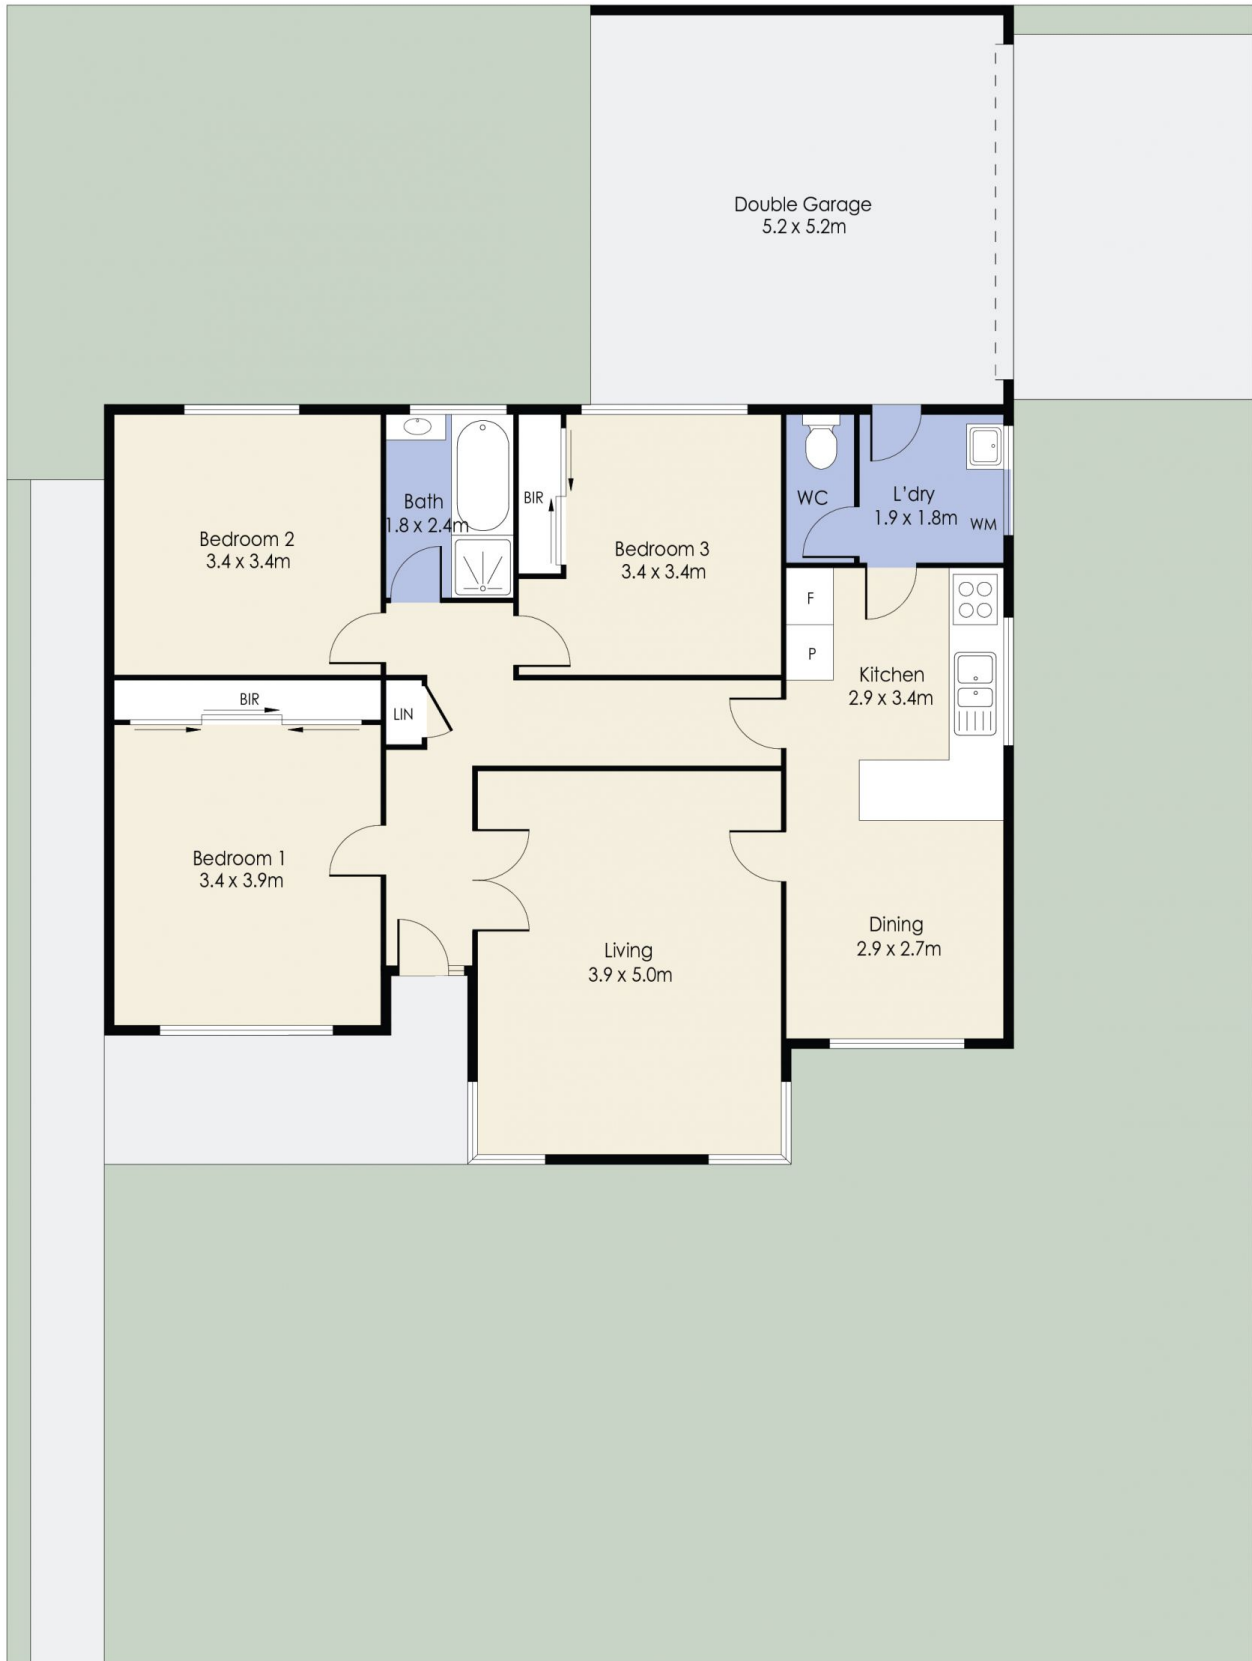 Double Garage
5.2 x 5.2m
Bedroom 2
3.4 x 3.4m
Bath
1.8 x 2.4m
BIR
Bedroom 3
3.4 x 3.4m
WC
L'dry
1.9 x 1.8m
WM
F
P
Kitchen
2.9 x 3.4m
BIR
LIN
Bedroom 1
3.4 x 3.9m
Living
3.9 x 5.0m
Dining
2.9 x 2.7m